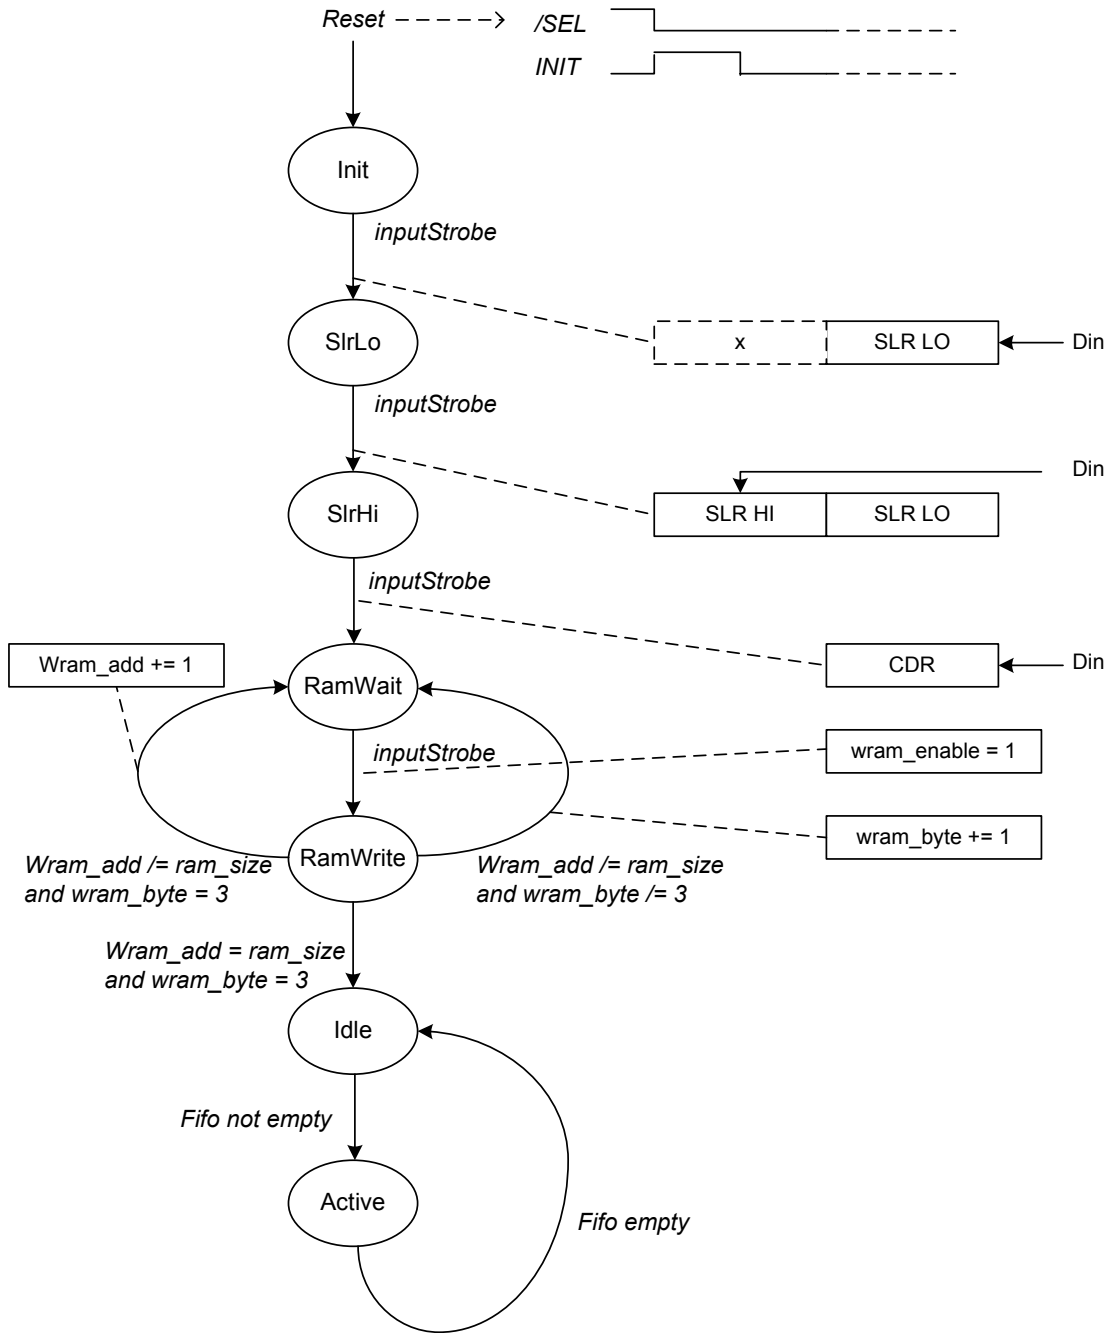 Reset
/SEL
INIT
Init
inputStrobe
SlrLo
x
SLR LO
Din
inputStrobe
Din
SlrHi
SLR HI
SLR LO
inputStrobe
Wram_add += 1
RamWait
CDR
Din
inputStrobe
wram_enable = 1
wram_byte += 1
RamWrite
Wram_add /= ram_size
and wram_byte = 3
Wram_add /= ram_size
and wram_byte /= 3
Wram_add = ram_size
and wram_byte = 3
Idle
Fifo not empty
Active
Fifo empty